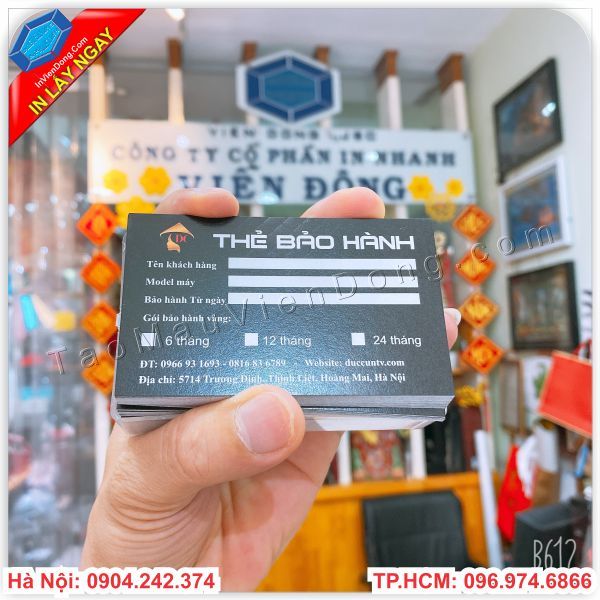 InVienDong.Com
IN LẤY NGAY
CÔNG TY CỔ PHẦN IN NHANH
VIỄN ĐÔNG
DC
THẺ BẢO HÀNH
Tên khách hàng
Model máy
Bảo hành Từ ngày
Gói bảo hành vàng:
6 tháng 12 tháng 24 tháng
ĐT: 0966 93 1693 - 0816 83 6789 Website: duccuntv.com
Địa chỉ: 5714 Trương Định, Thịnh Liệt, Hoàng Mai, Hà Nội
TaoMauVienDong.com
B612
Hà Nội: 0904.242.374
TP.HCM: 096.974.6866